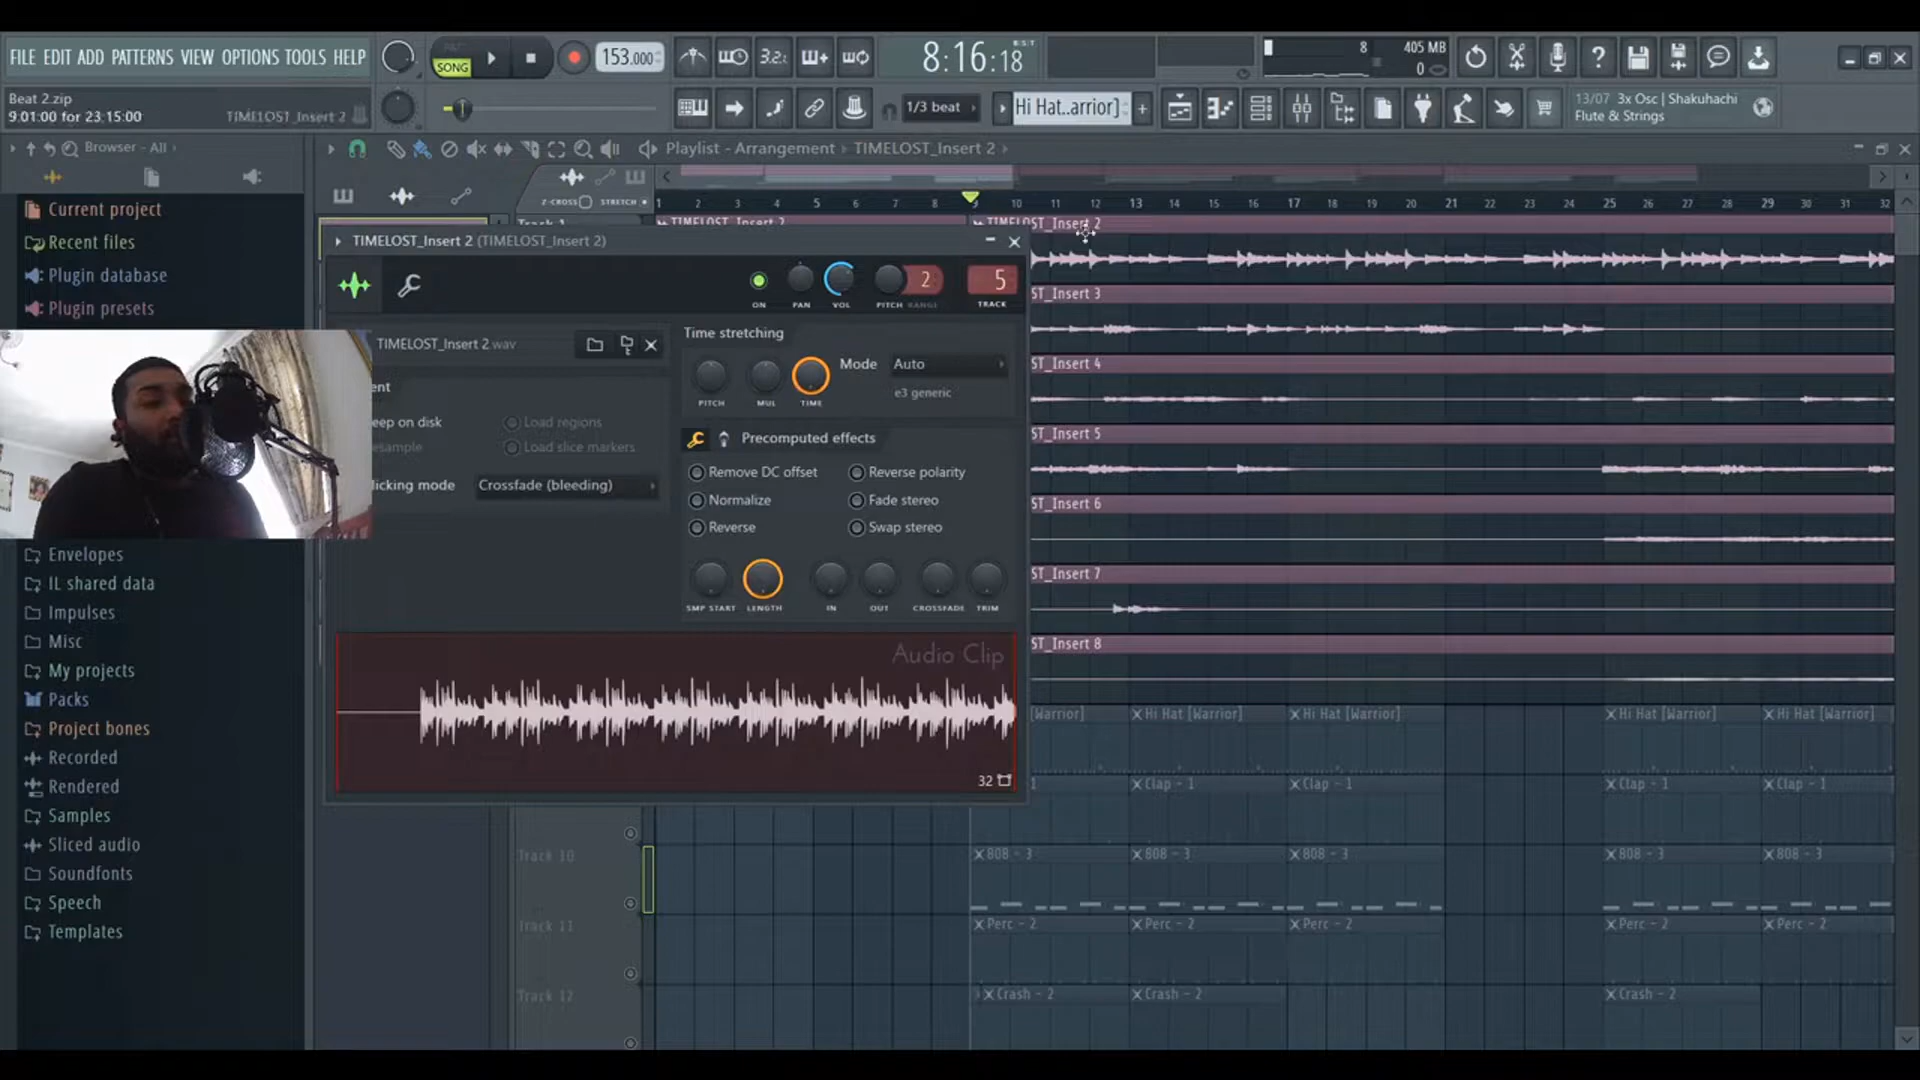 FILE EDIT ADD PATTERNS VIEW OPTIONS TOOLS HELP
SONG
153.000
3.2.
8:16:18
B:S:T
8
405 MB
0
Beat 2.zip
9:01:00 for 23:15:00
TIMELOST_Insert 2
1/3 beat
Hi Hat..arrior]
13/07 3x Osc | Shakuhachi
Flute & Strings
Browser - All
Playlist - Arrangement
TIMELOST_Insert 2
Z-CROSS
STRETCH
1 2 3 4 5 6 7 8 9 10 11 12 13 14 15 16 17 18 19 20 21 22 23 24 25 26 27 28 29 30 31 32
Current project
Recent files
Plugin database
Plugin presets
Envelopes
IL shared data
Impulses
Misc
My projects
Packs
Project bones
Recorded
Rendered
Samples
Sliced audio
Soundfonts
Speech
Templates
Track 1
TIMELOST_Insert 2
TIMELOST_Insert 2
TIMELOST_Insert 2 (TIMELOST_Insert 2)
ON
PAN
VOL
PITCH
RANGE
2
5
TRACK
TIMELOST_Insert 2.wav
ent
eep on disk
esample
Load regions
Load slice markers
licking mode
Crossfade (bleeding)
Time stretching
PITCH
MUL
TIME
Mode
Auto
e3 generic
Precomputed effects
Remove DC offset
Reverse polarity
Normalize
Fade stereo
Reverse
Swap stereo
SMP START
LENGTH
IN
OUT
CROSSFADE
TRIM
Audio Clip
32
ST_Insert 3
ST_Insert 4
ST_Insert 5
ST_Insert 6
ST_Insert 7
ST_Insert 8
[Warrior]
Hi Hat [Warrior]
Hi Hat [Warrior]
Hi Hat [Warrior]
Hi Hat [Warrior]
Clap - 1
Clap - 1
Clap - 1
Clap - 1
Track 10
808 - 3
808 - 3
808 - 3
808 - 3
808 - 3
Track 11
Perc - 2
Perc - 2
Perc - 2
Perc - 2
Perc - 2
Track 12
Crash - 2
Crash - 2
Crash - 2